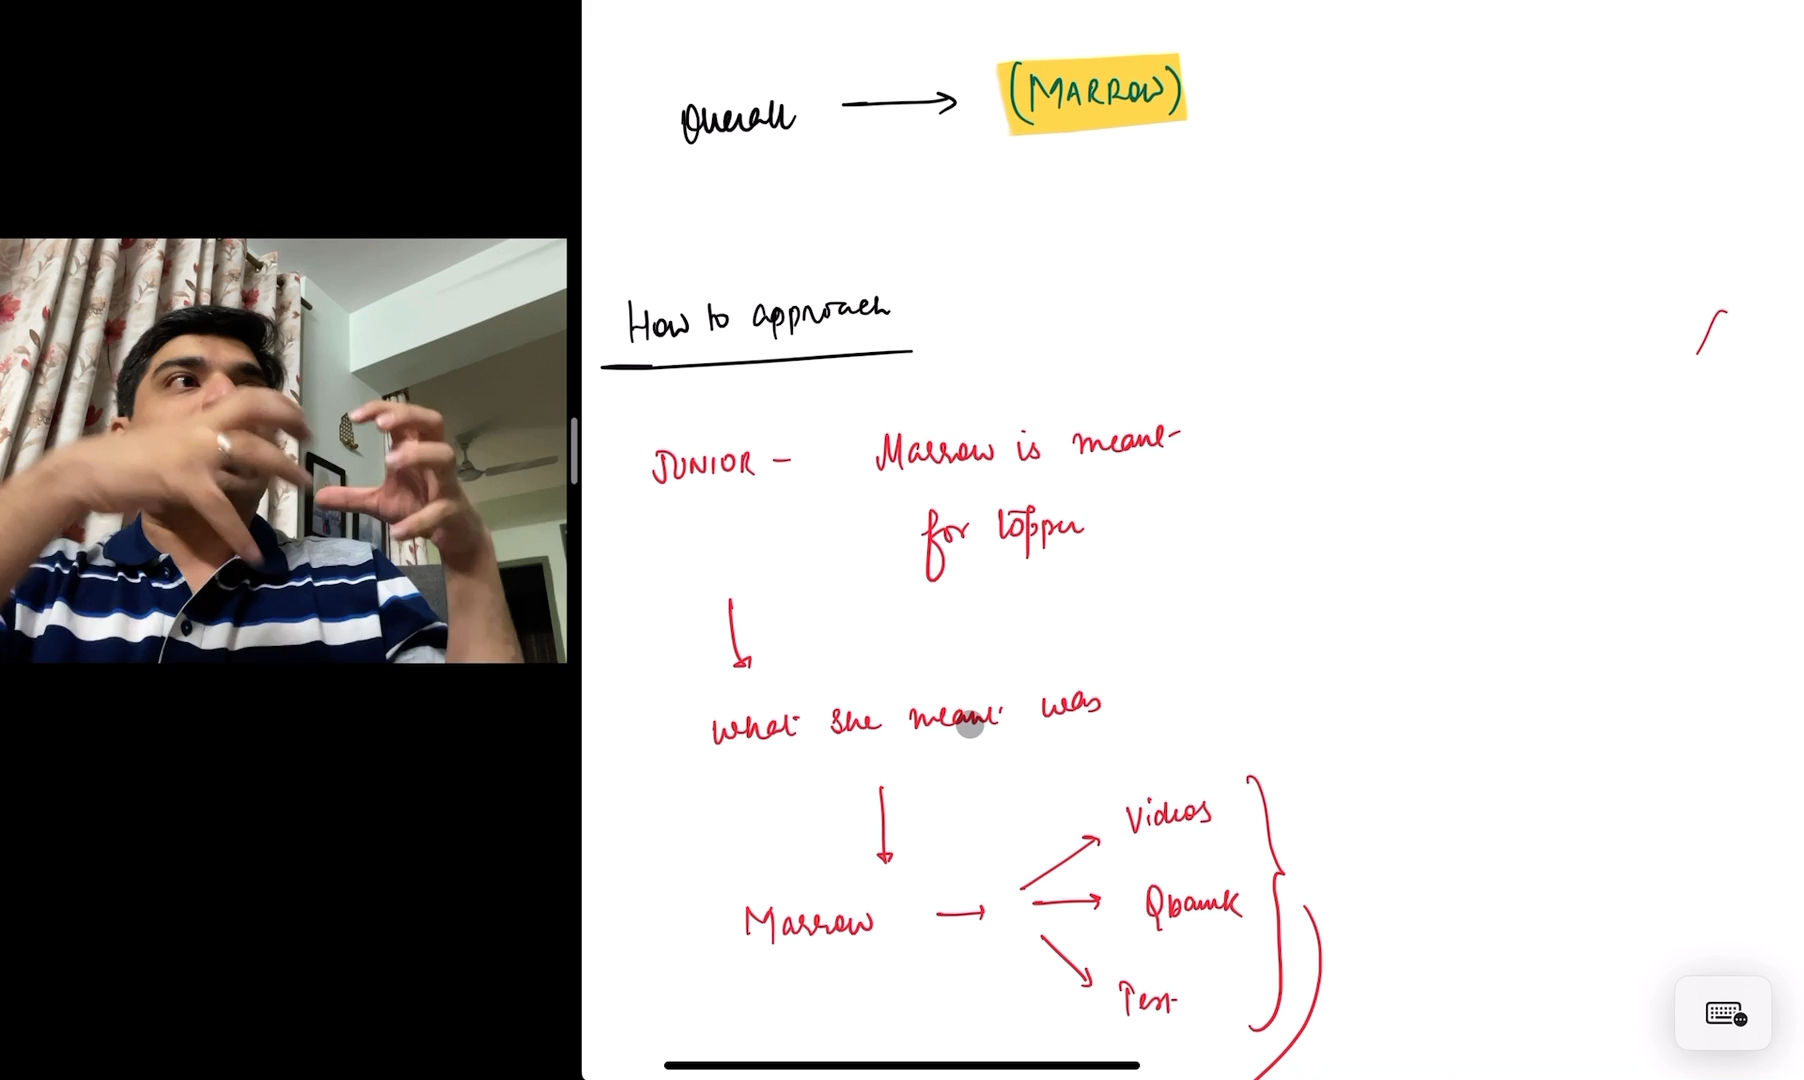 Overall → (MARROW)
How to approach
JUNIOR - Marrow is meant
for topper
What she meant was
Videos
Marrow → Qbank
Test